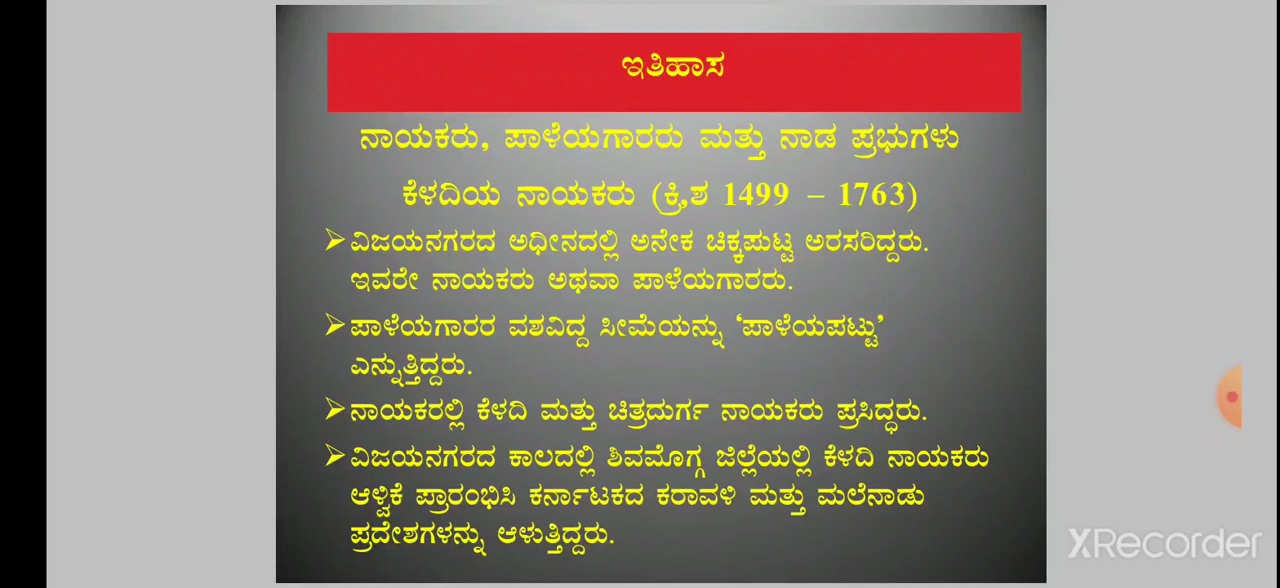 ಇತಿಹಾಸ
ನಾಯಕರು, ಪಾಳೆಯಗಾರರು ಮತ್ತು ನಾಡ ಪ್ರಭುಗಳು
ಕೆಳದಿಯ ನಾಯಕರು (ಕ್ರಿ,ಶ 1499 – 1763)
➢ ವಿಜಯನಗರದ ಅಧೀನದಲ್ಲಿ ಅನೇಕ ಚಿಕ್ಕಪುಟ್ಟ ಅರಸರಿದ್ದರು.
ಇವರೇ ನಾಯಕರು ಅಥವಾ ಪಾಳೆಯಗಾರರು.
➢ ಪಾಳೆಯಗಾರರ ವಶವಿದ್ದ ಸೀಮೆಯನ್ನು ‘ಪಾಳೆಯಪಟ್ಟು’
ಎನ್ನುತ್ತಿದ್ದರು.
➢ ನಾಯಕರಲ್ಲಿ ಕೆಳದಿ ಮತ್ತು ಚಿತ್ರದುರ್ಗ ನಾಯಕರು ಪ್ರಸಿದ್ಧರು.
➢ ವಿಜಯನಗರದ ಕಾಲದಲ್ಲಿ ಶಿವಮೊಗ್ಗ ಜಿಲ್ಲೆಯಲ್ಲಿ ಕೆಳದಿ ನಾಯಕರು
ಆಳ್ವಿಕೆ ಪ್ರಾರಂಭಿಸಿ ಕರ್ನಾಟಕದ ಕರಾವಳಿ ಮತ್ತು ಮಲೆನಾಡು
ಪ್ರದೇಶಗಳನ್ನು ಆಳುತ್ತಿದ್ದರು.
XRecorder